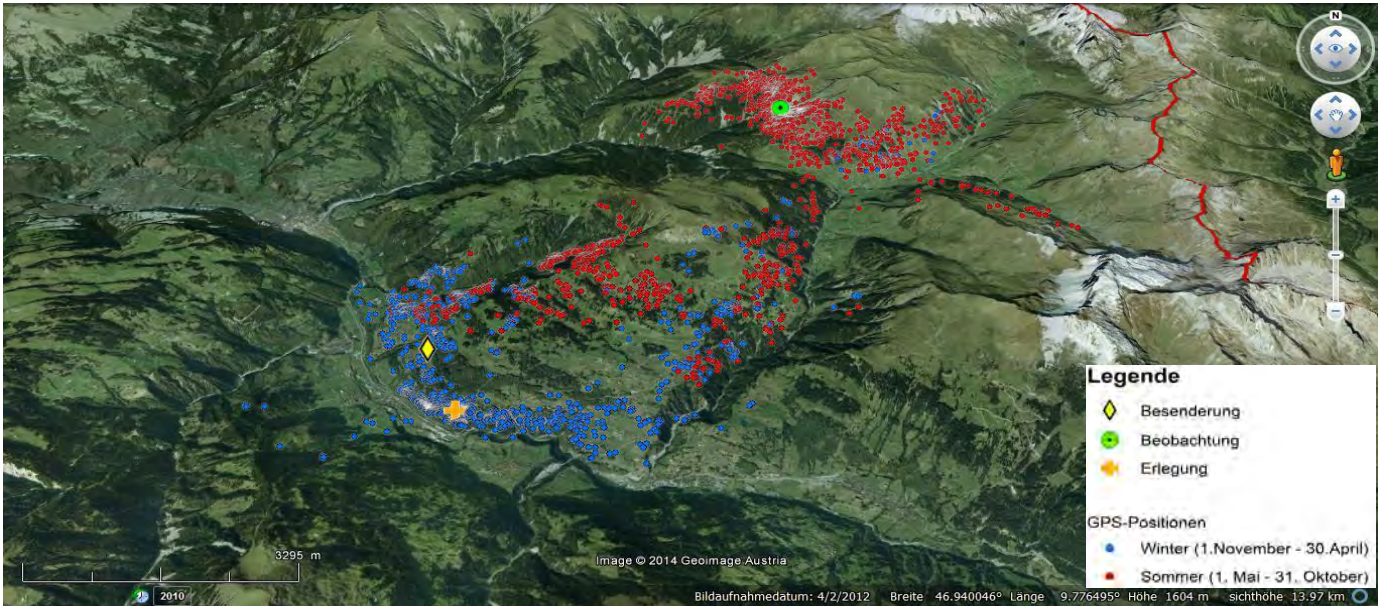 N
Legende
Besenderung
Beobachtung
Erlegung
GPS-Positionen
Winter (1.November - 30.April)
Sommer (1. Mai - 31. Oktober)
3295 m
Image © 2014 Geoimage Austria
2010
Bildaufnahmedatum: 4/2/2012 Breite 46.940046° Länge 9.776495° Höhe 1604 m sichthöhe 13.97 km